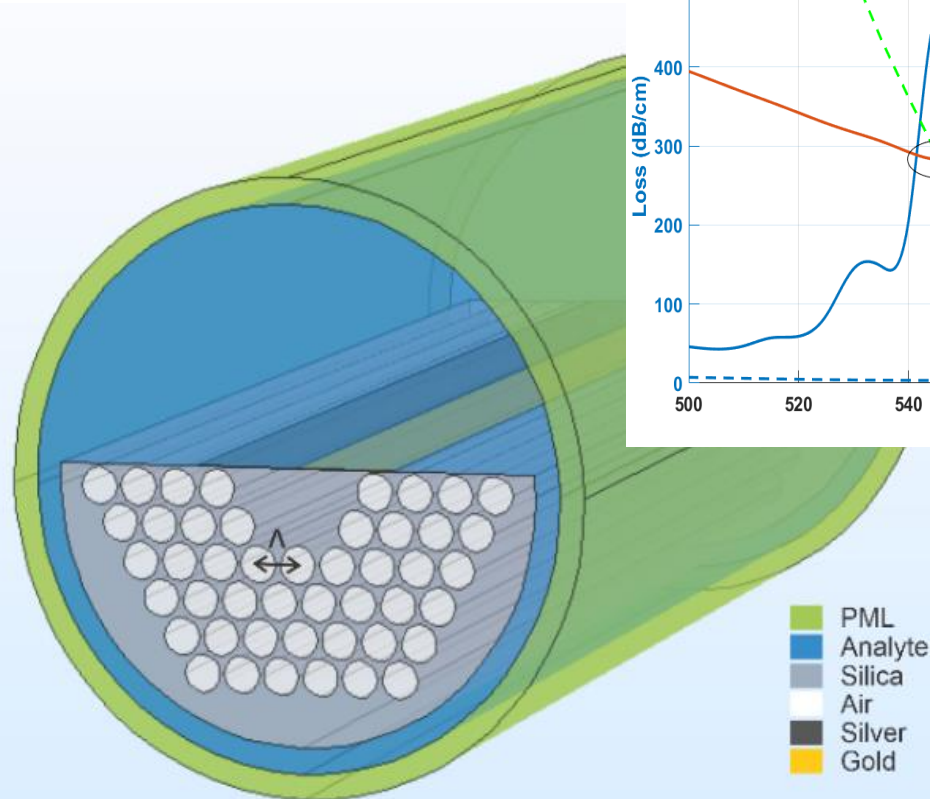 Loss (dB/cm)
400
300
200
100
0
500
520
540
Λ
PML
Analyte
Silica
Air
Silver
Gold